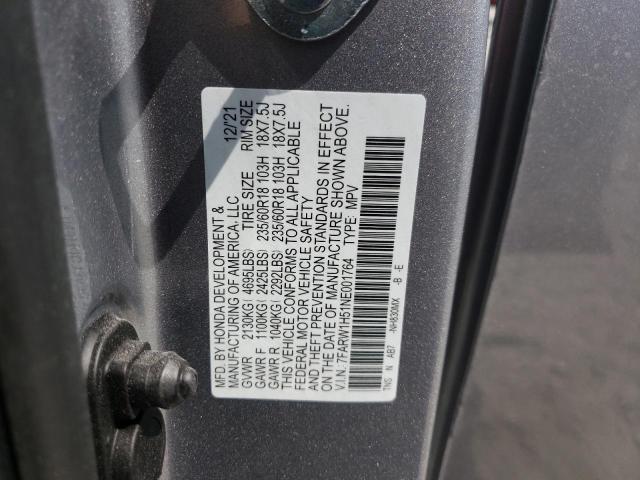 MFD. BY HONDA DEVELOPMENT &
MANUFACTURING OF AMERICA, LLC 12/'21
GVWR 2130KG( 4695LBS) TIRE SIZE RIM SIZE
GAWR F 1100KG( 2425LBS) 235/60R18 103H 18X7.5J
GAWR R 1040KG( 2292LBS) 235/60R18 103H 18X7.5J
THIS VEHICLE CONFORMS TO ALL APPLICABLE
FEDERAL MOTOR VEHICLE SAFETY
AND THEFT PREVENTION STANDARDS IN EFFECT
ON THE DATE OF MANUFACTURE SHOWN ABOVE.
V.I.N.: 7FARW1H51NE001764 TYPE: MPV
TNS N AB7 -NH830MX -B -E